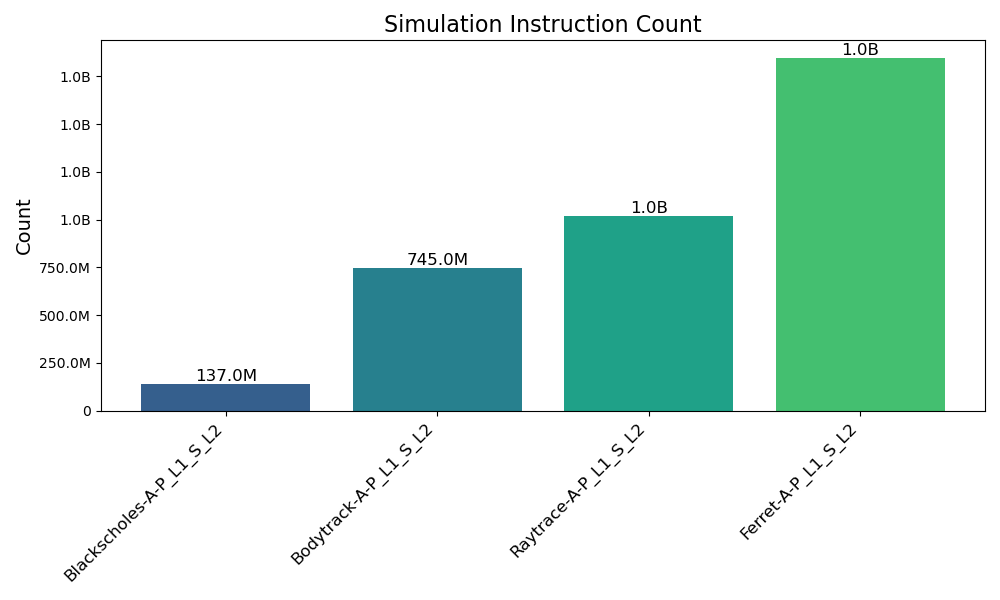 Simulation Instruction Count
Count
1.0B
1.0B
1.0B
1.0B
750.0M
500.0M
250.0M
0
137.0M
745.0M
1.0B
1.0B
Blackscholes-A-P_L1_S_L2
Bodytrack-A-P_L1_S_L2
Raytrace-A-P_L1_S_L2
Ferret-A-P_L1_S_L2